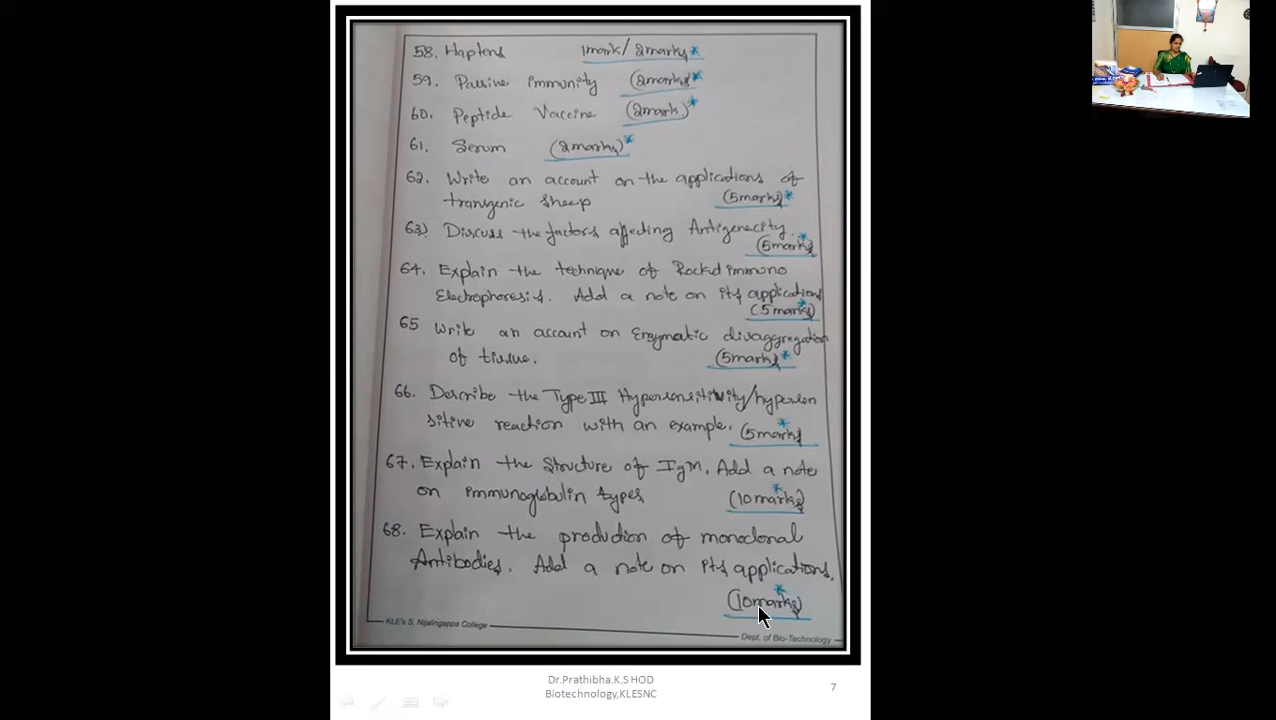 58. Haptens 1mark/2marks*
59. Passive immunity (2marks)*
60. Peptide Vaccine (2mark)*
61. Serum (2marks)*
62. Write an account on the applications of
transgenic sheep (5marks)*
63) Discuss the factors affecting Antigenacity.
(5marks)*
64. Explain the technique of Rockd immuno
Electrophoresis. Add a note on its applications
(5marks)*
65 Write an account on Enzymatic disaggregation
of tissue. (5marks)*
66. Describe the Type III Hypersensitivity/hypersen
sitive reaction with an example. (5marks)*
67. Explain the Structure of IgM. Add a note
on immunoglobulin types (10marks)*
68. Explain the production of monoclonal
Antibodies. Add a note on its applications.
(10marks)*
KLE's S. Nijalingappa College
Dept. of Bio-Technology
Dr.Prathibha.K.S HOD
Biotechnology,KLESNC
7